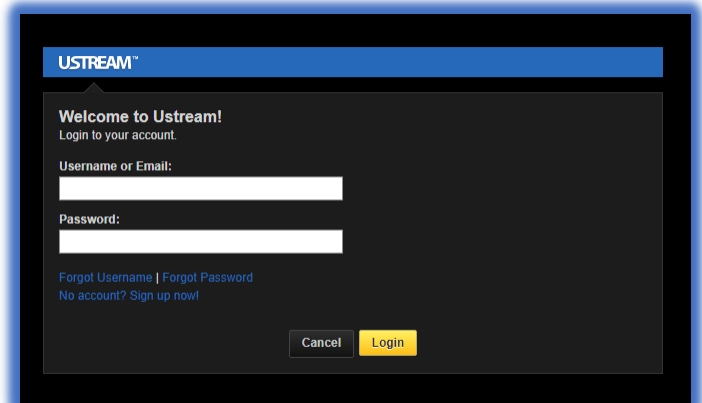 USTREAM™
Welcome to Ustream!
Login to your account.
Username or Email:
Password:
Forgot Username | Forgot Password
No account? Sign up now!
Cancel Login